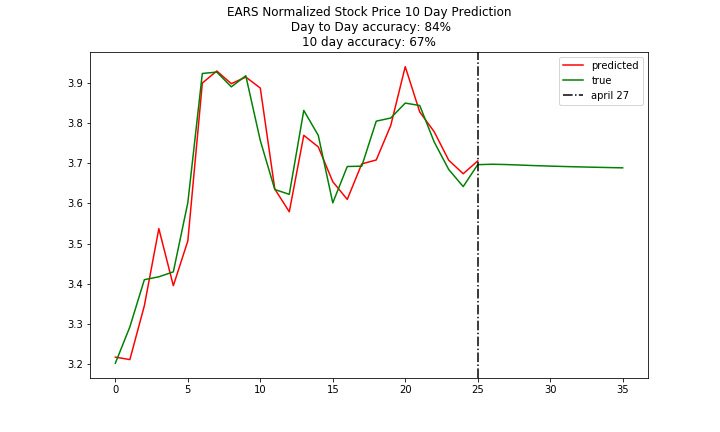 EARS Normalized Stock Price 10 Day Prediction
Day to Day accuracy: 84%
10 day accuracy: 67%
predicted
true
april 27
3.9
3.8
3.7
3.6
3.5
3.4
3.3
3.2
0 5 10 15 20 25 30 35